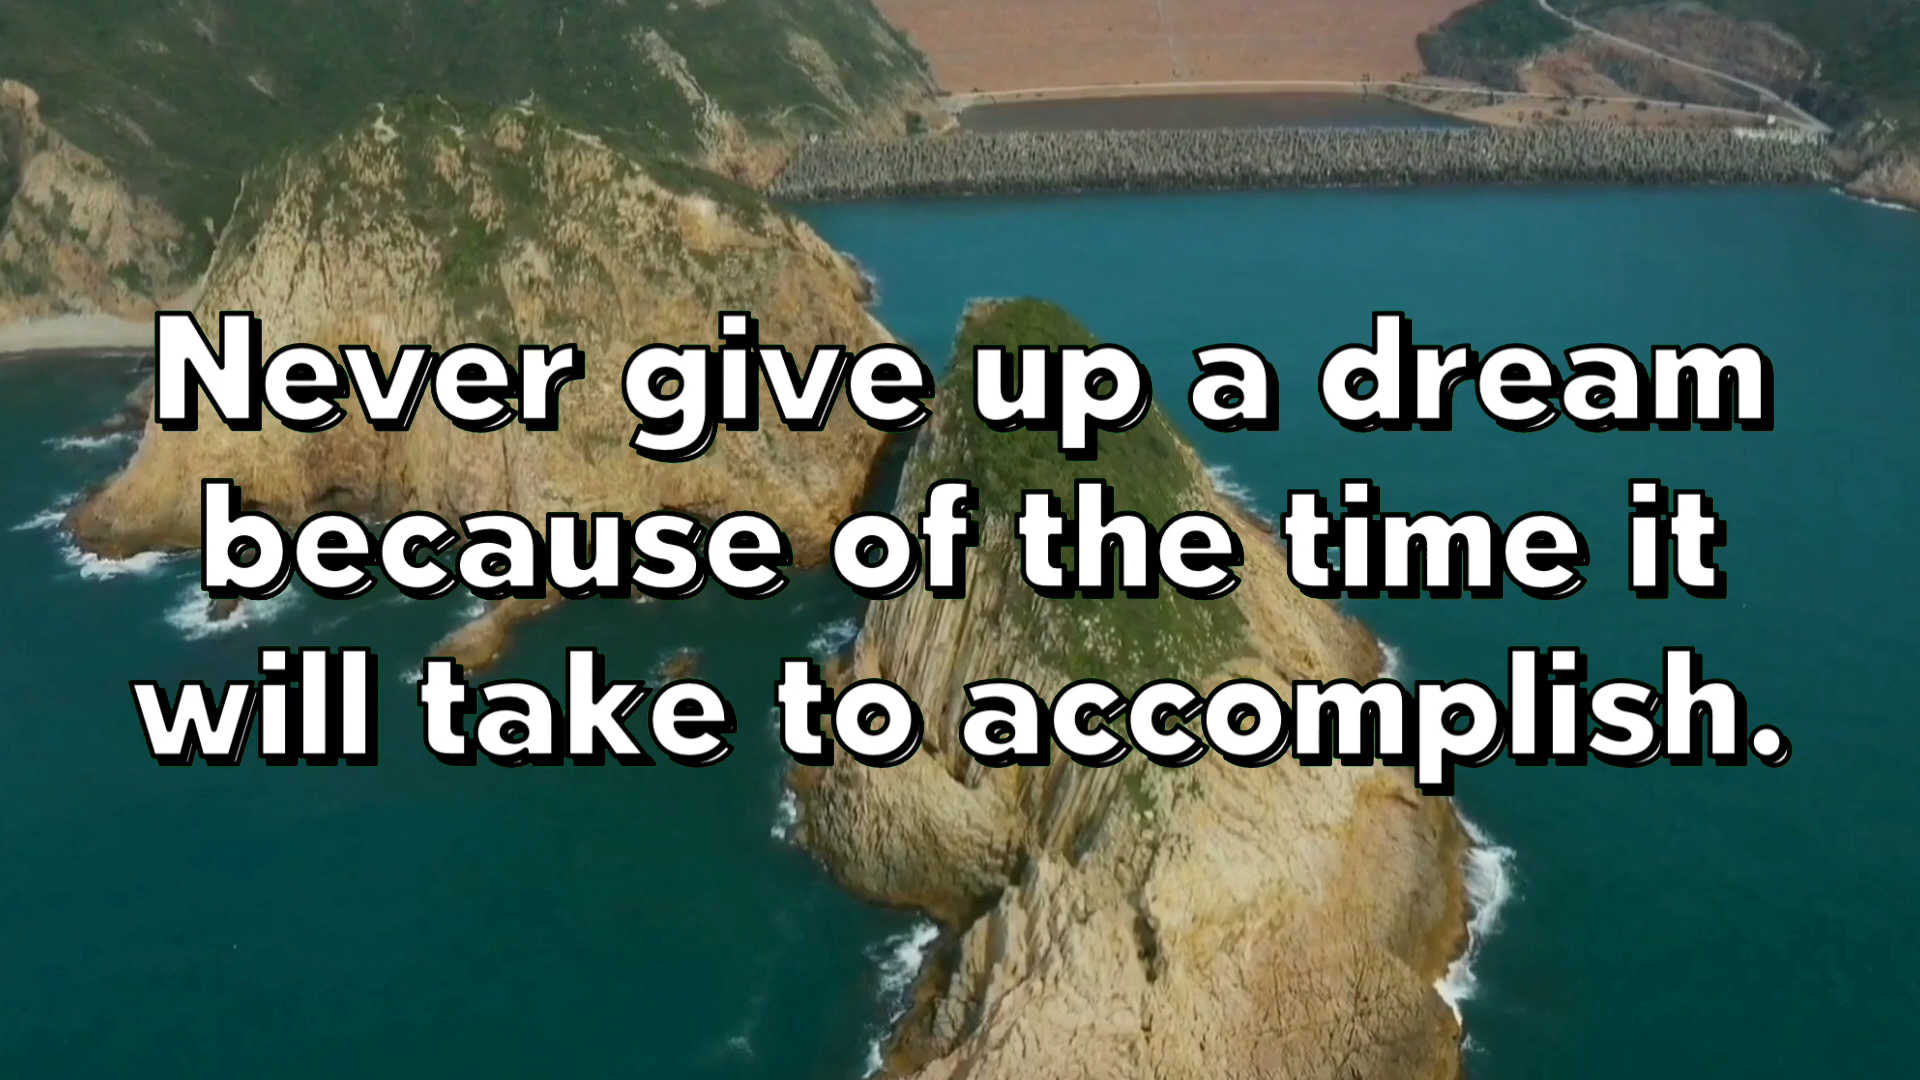 Never give up a dream
because of the time it
will take to accomplish.